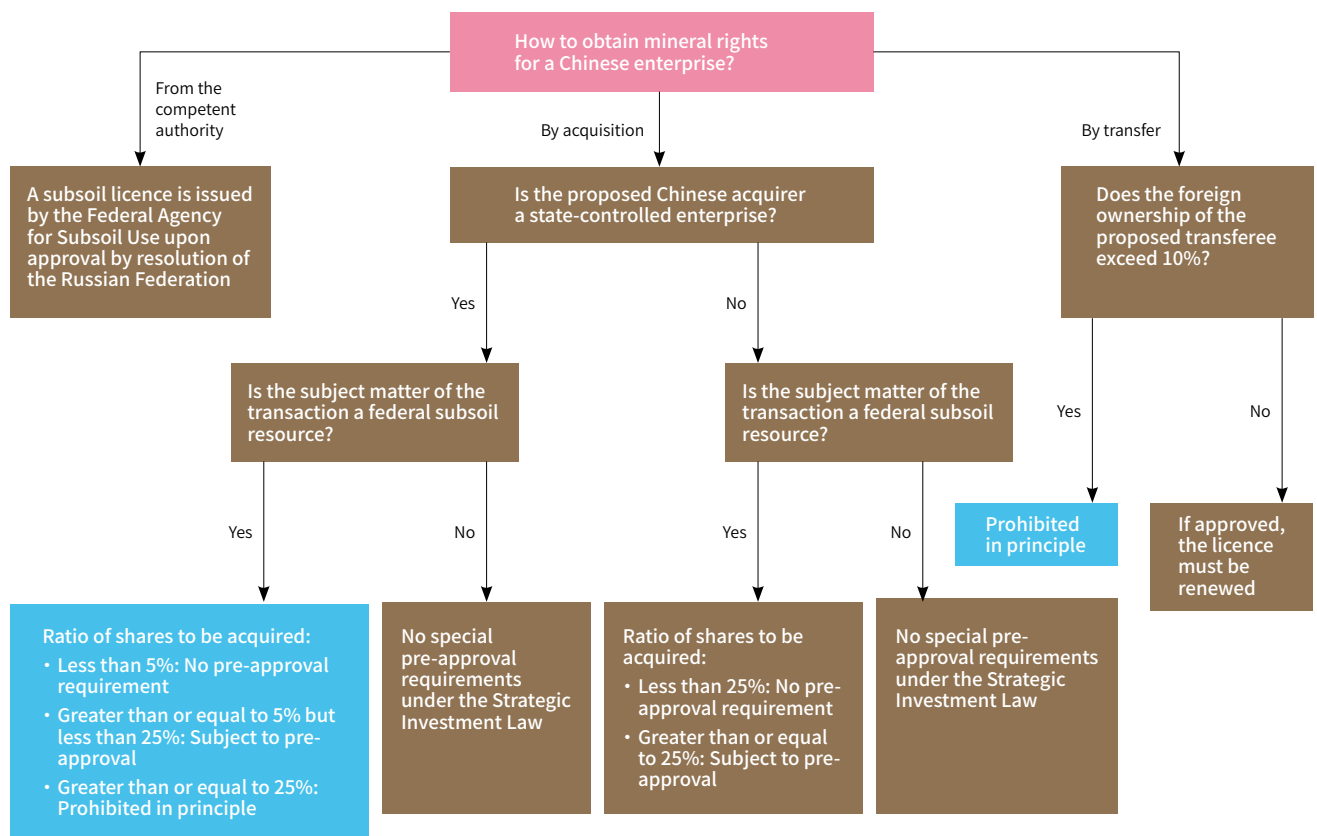 How to obtain mineral rights
for a Chinese enterprise?
From the
competent
authority
By acquisition
By transfer
A subsoil licence is issued
by the Federal Agency
for Subsoil Use upon
approval by resolution of
the Russian Federation
Is the proposed Chinese acquirer
a state-controlled enterprise?
Does the foreign
ownership of the
proposed transferee
exceed 10%?
Yes
No
Is the subject matter of the
transaction a federal subsoil
resource?
Is the subject matter of the
transaction a federal subsoil
resource?
Yes
No
Yes
No
Yes
No
Prohibited
in principle
If approved,
the licence
must be
renewed
Ratio of shares to be acquired:
• Less than 5%: No pre-approval
requirement
• Greater than or equal to 5% but
less than 25%: Subject to pre-
approval
• Greater than or equal to 25%:
Prohibited in principle
No special
pre-approval
requirements
under the Strategic
Investment Law
Ratio of shares to be
acquired:
• Less than 25%: No pre-
approval requirement
• Greater than or equal
to 25%: Subject to pre-
approval
No special pre-
approval requirements
under the Strategic
Investment Law